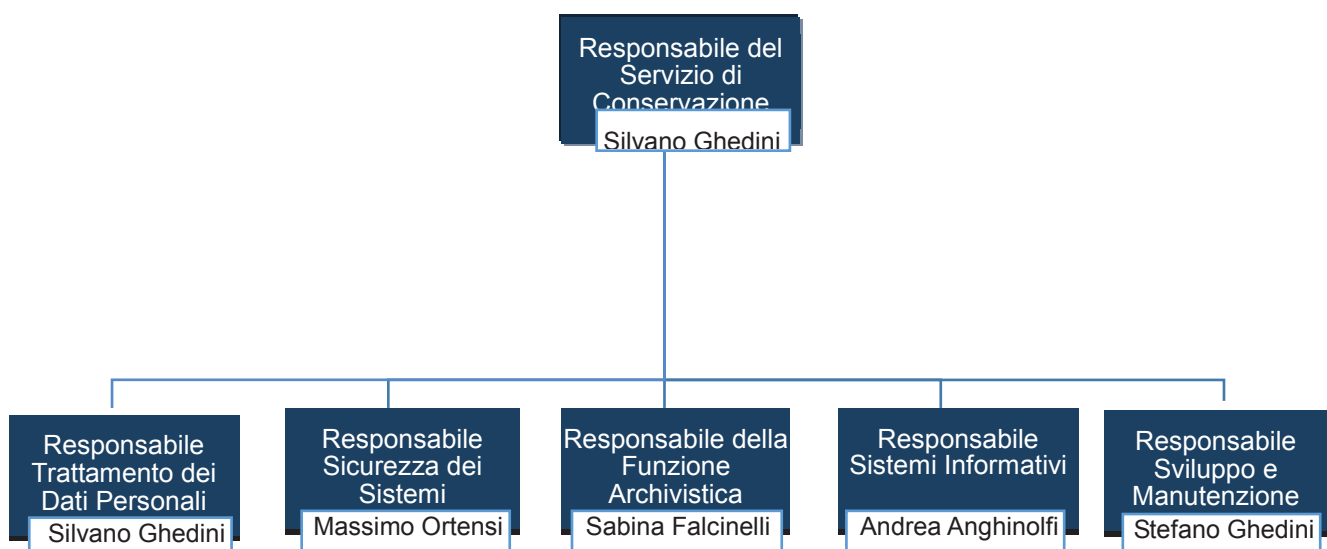 Responsabile del
Servizio di
Conservazione
Silvano Ghedini
Responsabile
Trattamento dei
Dati Personali
Silvano Ghedini
Responsabile
Sicurezza dei
Sistemi
Massimo Ortensi
Responsabile della
Funzione
Archivistica
Sabina Falcinelli
Responsabile
Sistemi Informativi
Andrea Anghinolfi
Responsabile
Sviluppo e
Manutenzione
Stefano Ghedini